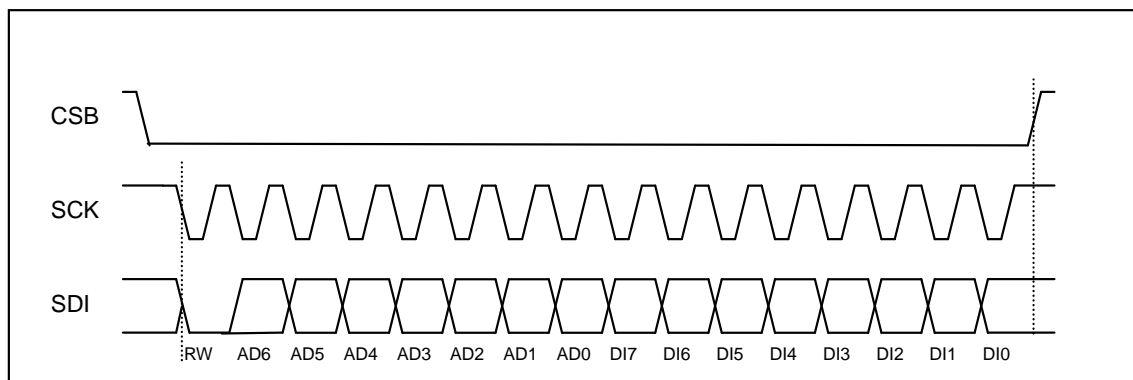 CSB
SCK
SDI
RW AD6 AD5 AD4 AD3 AD2 AD1 AD0 DI7 DI6 DI5 DI4 DI3 DI2 DI1 DI0